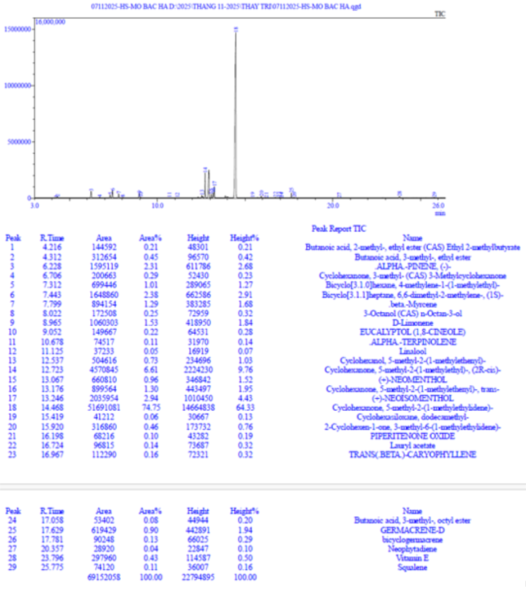 07112025-HS-MO BAC HA D:\2025\THANG 11-2025\THAY TRI\07112025-HS-MO BAC HA.qgd
16,000,000
TIC
15000000
10000000
5000000
0
3.0 10.0 20.0 26.0
min
Peak Report TIC
Peak R.Time Area Area% Height Height% Name
1 4.216 144592 0.21 48301 0.21 Butanoic acid, 2-methyl-, ethyl ester (CAS) Ethyl 2-methylbutyrate
2 4.312 312654 0.45 96570 0.42 Butanoic acid, 3-methyl-, ethyl ester
3 6.228 1595119 2.31 611786 2.68 .ALPHA.-PINENE, (-)-
4 6.706 200663 0.29 52430 0.23 Cyclohexanone, 3-methyl- (CAS) 3-Methylcyclohexanone
5 7.312 699446 1.01 289065 1.27 Bicyclo[3.1.0]hexane, 4-methylene-1-(1-methylethyl)-
6 7.443 1648860 2.38 662586 2.91 Bicyclo[3.1.1]heptane, 6,6-dimethyl-2-methylene-, (1S)-
7 7.799 894154 1.29 383285 1.68 .beta.-Myrcene
8 8.022 172508 0.25 72959 0.32 3-Octanol (CAS) n-Octan-3-ol
9 8.965 1060303 1.53 418950 1.84 D-Limonene
10 9.052 149667 0.22 64531 0.28 EUCALYPTOL (1,8-CINEOLE)
11 10.678 74517 0.11 31970 0.14 .ALPHA.-TERPINOLENE
12 11.125 37233 0.05 16919 0.07 Linalool
13 12.537 504616 0.73 234696 1.03 Cyclohexanol, 5-methyl-2-(1-methylethenyl)-
14 12.723 4570845 6.61 2224230 9.76 Cyclohexanone, 5-methyl-2-(1-methylethyl)-, (2R-cis)-
15 13.067 660810 0.96 346842 1.52 (+)-NEOMENTHOL
16 13.176 899564 1.30 443497 1.95 Cyclohexanone, 5-methyl-2-(1-methylethenyl)-, trans-
17 13.246 2035954 2.94 1010450 4.43 (+)-NEOISOMENTHOL
18 14.468 51691081 74.75 14664838 64.33 Cyclohexanone, 5-methyl-2-(1-methylethylidene)-
19 15.419 41212 0.06 30667 0.13 Cyclohexasiloxane, dodecamethyl-
20 15.920 316860 0.46 173732 0.76 2-Cyclohexen-1-one, 3-methyl-6-(1-methylethylidene)-
21 16.198 68216 0.10 43282 0.19 PIPERITENONE OXIDE
22 16.724 96815 0.14 73687 0.32 Lauryl acetate
23 16.967 112290 0.16 72321 0.32 TRANS(.BETA.)-CARYOPHYLLENE
Peak R.Time Area Area% Height Height% Name
24 17.058 53402 0.08 44944 0.20 Butanoic acid, 3-methyl-, octyl ester
25 17.629 619429 0.90 442891 1.94 GERMACRENE-D
26 17.781 90248 0.13 66025 0.29 bicyclogermacrene
27 20.357 28920 0.04 22847 0.10 Neophytadiene
28 23.796 297960 0.43 114587 0.50 Vitamin E
29 25.775 74120 0.11 36007 0.16 Squalene
69152058 100.00 22794895 100.00